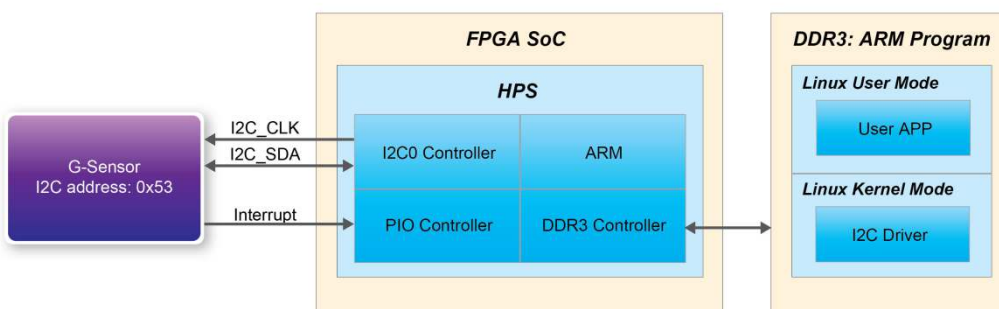 FPGA SoC
DDR3: ARM Program
HPS
Linux User Mode
User APP
I2C_CLK
I2C_SDA
G-Sensor
I2C address: 0x53
Interrupt
I2C0 Controller
ARM
PIO Controller
DDR3 Controller
Linux Kernel Mode
I2C Driver